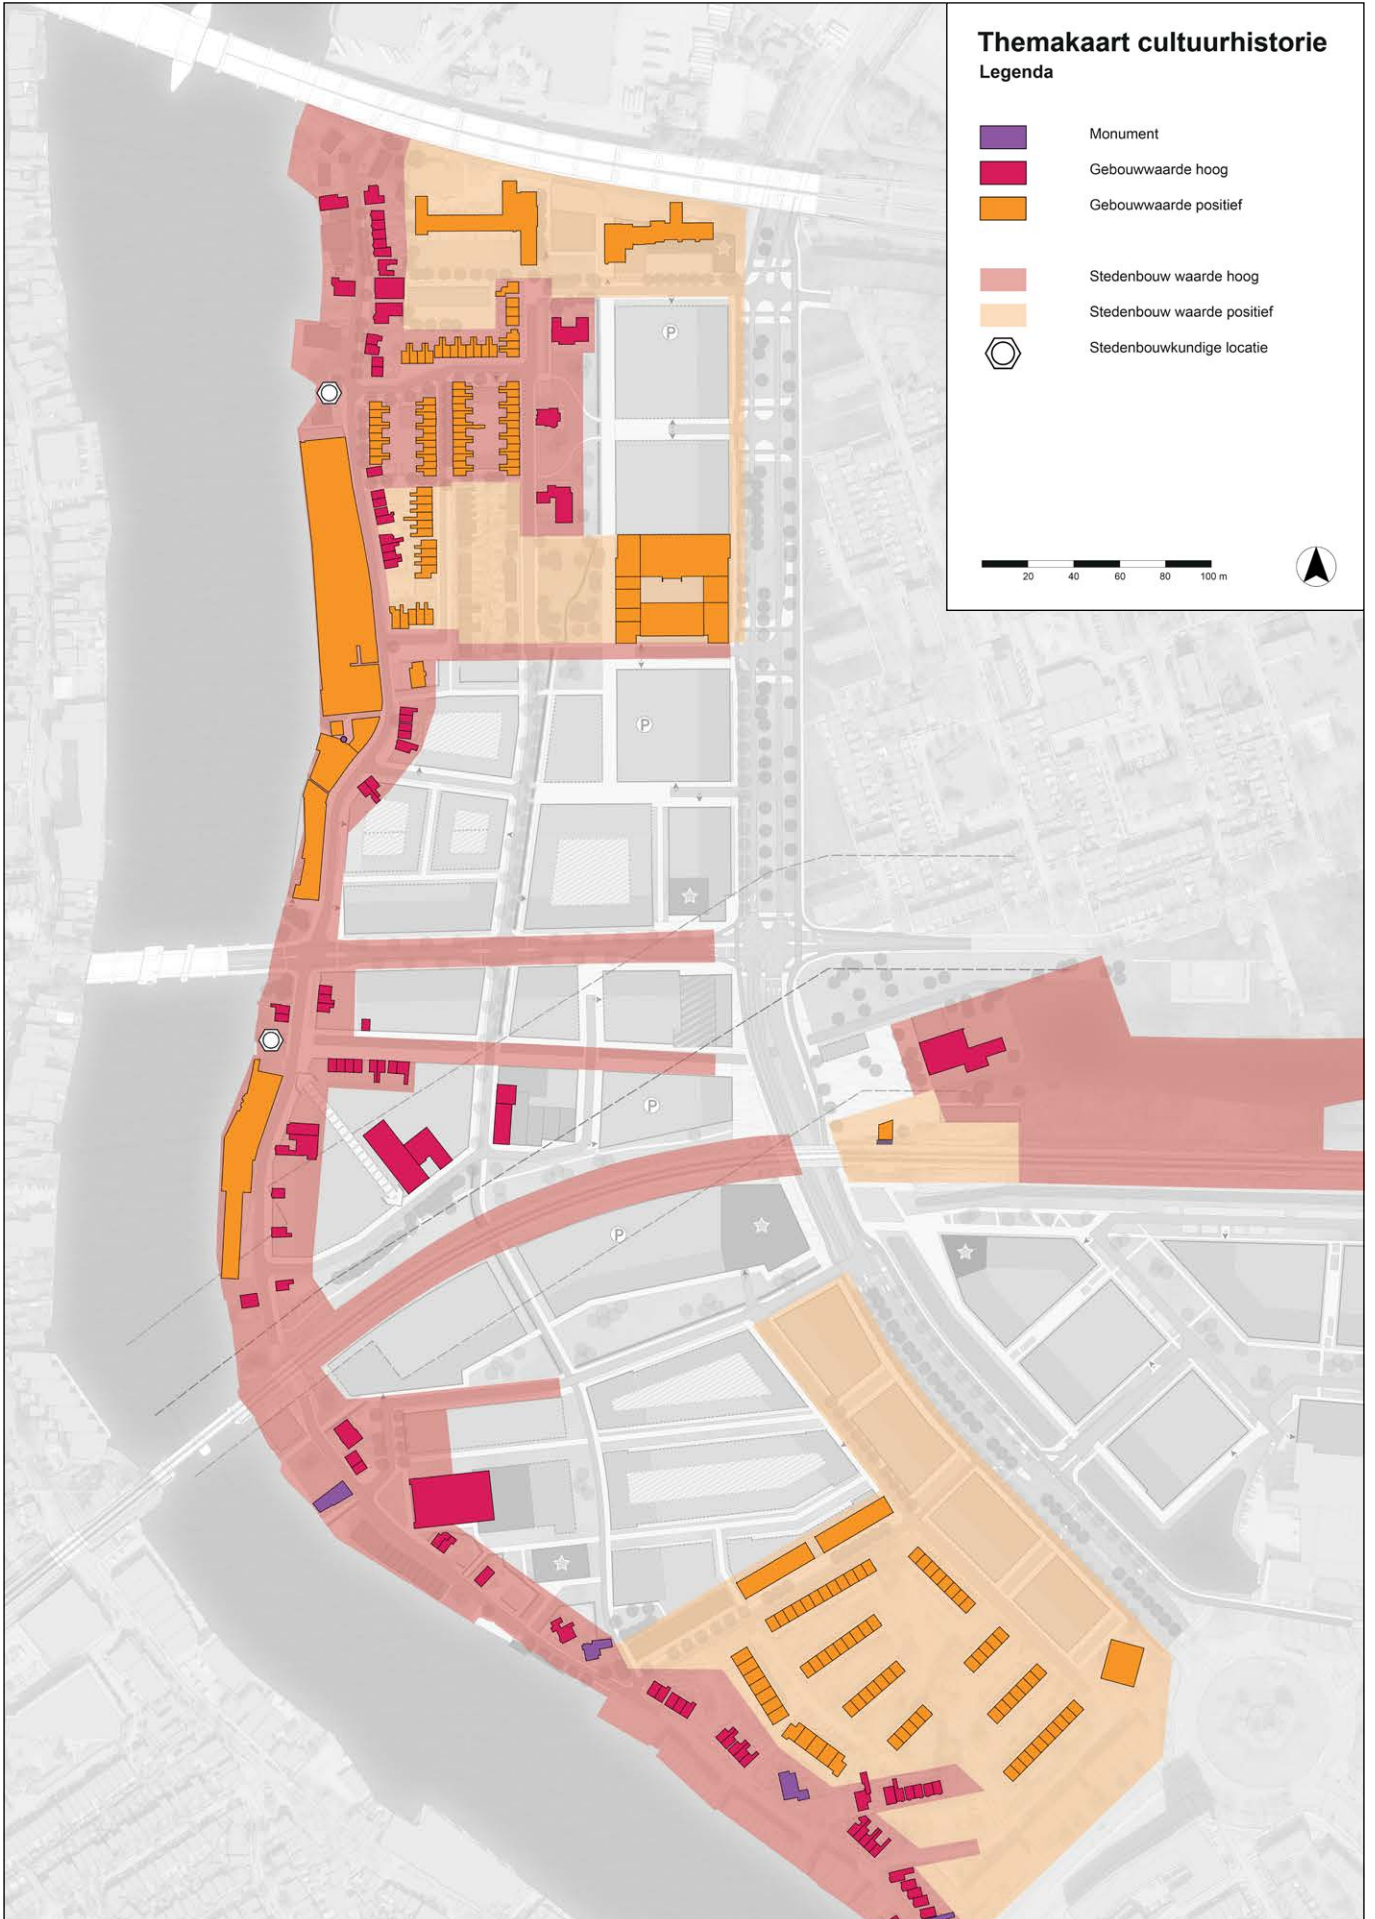 Themakaart cultuurhistorie
Legenda
Monument
Gebouwwaarde hoog
Gebouwwaarde positief
Stedenbouw waarde hoog
Stedenbouw waarde positief
Stedenbouwkundige locatie
20 40 60 80 100 m
P
P
P
P